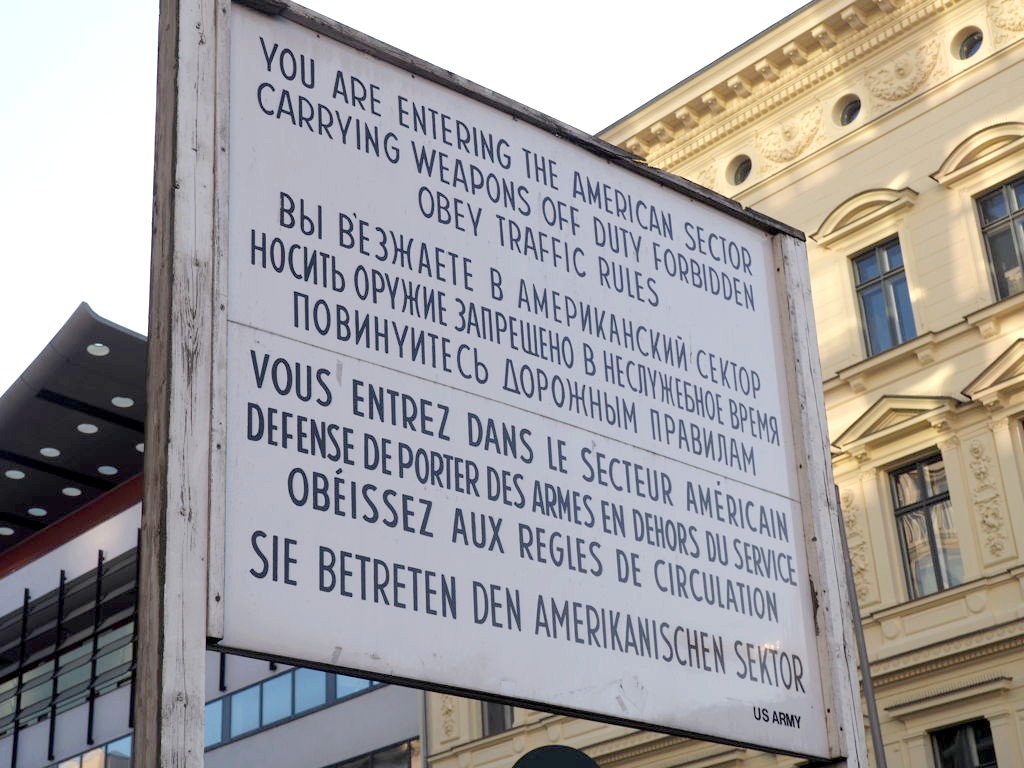 YOU ARE ENTERING THE AMERICAN SECTOR
CARRYING WEAPONS OFF DUTY FORBIDDEN
OBEY TRAFFIC RULES
ВЫ В'ЕЗЖАЕТЕ В АМЕРИКАНСКИЙ СЕКТОР
НОСИТЬ ОРУЖИЕ ЗАПРЕЩЕНО В НЕСЛУЖЕБНОЕ ВРЕМЯ
ПОВИНУИТЕСЬ ДОРОЖНЫМ ПРАВИЛАМ
VOUS ENTREZ DANS LE SECTEUR AMÉRICAIN
DEFENSE DE PORTER DES ARMES EN DEHORS DU SERVICE
OBÉISSEZ AUX REGLES DE CIRCULATION
SIE BETRETEN DEN AMERIKANISCHEN SEKTOR
US ARMY